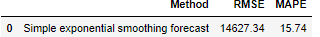 Method RMSE MAPE
0 Simple exponential smoothing forecast 14627.34 15.74